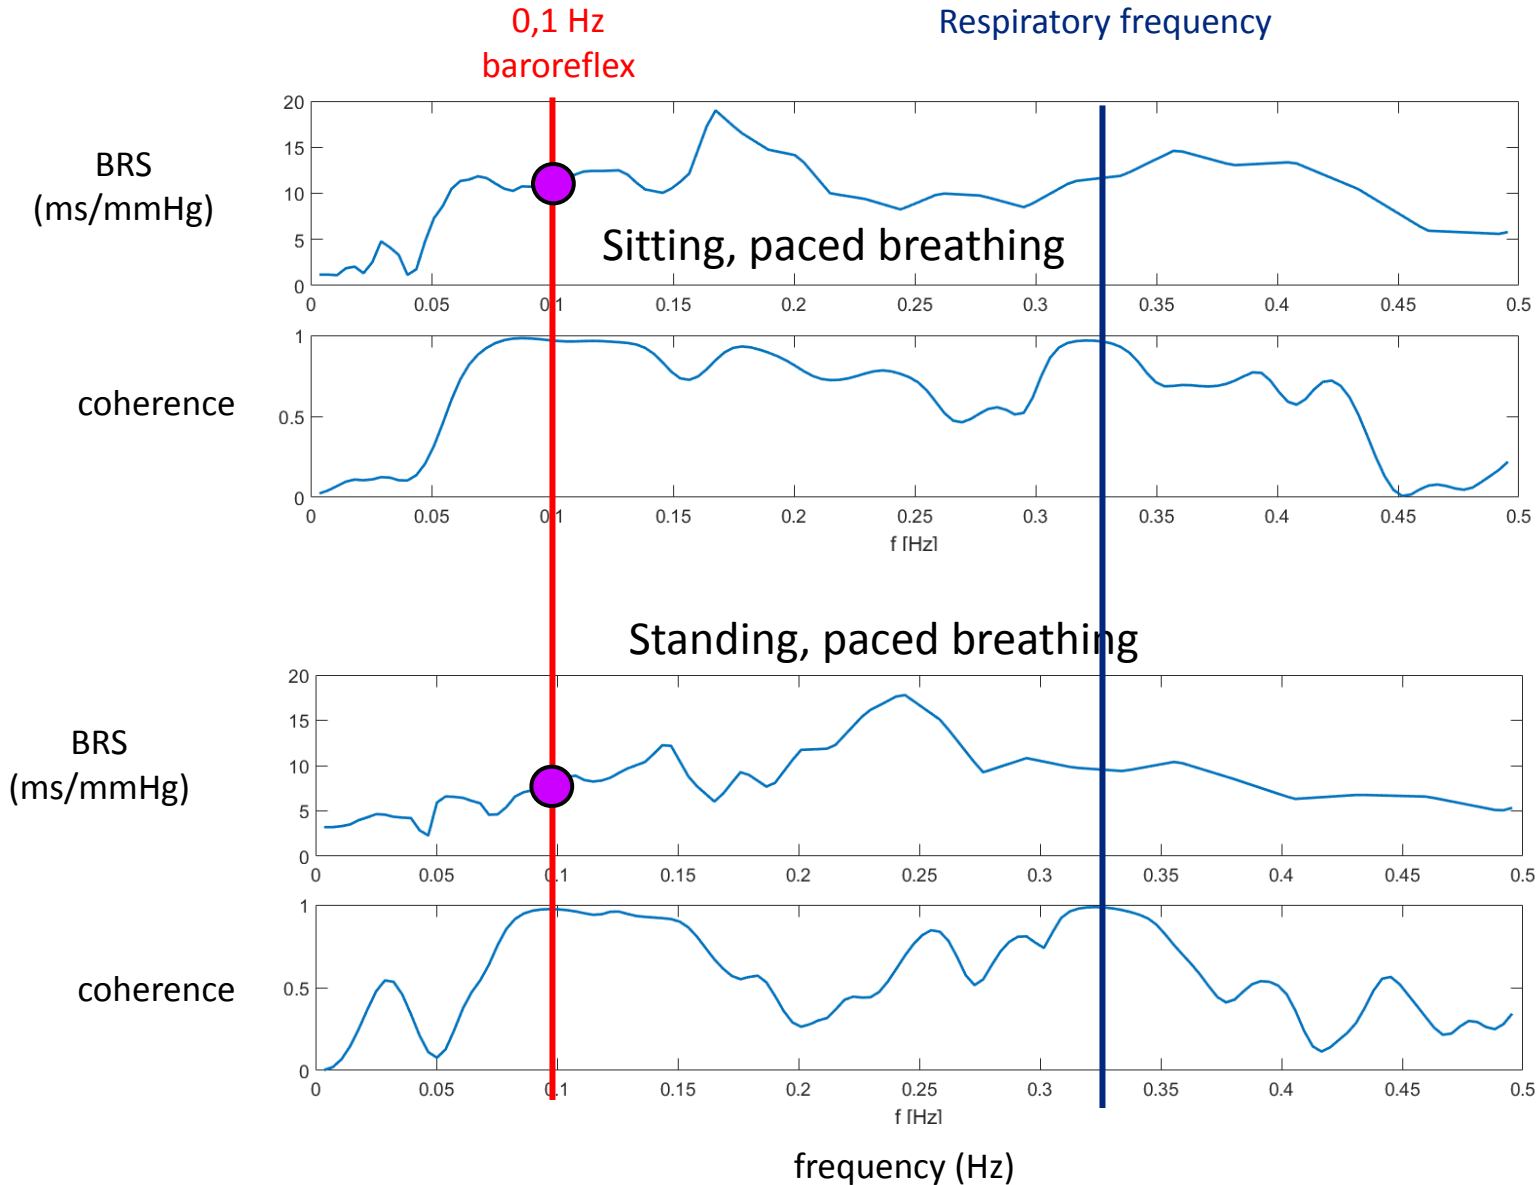 0,1 Hz
baroreflex
Respiratory frequency
BRS
(ms/mmHg)
20
15
10
5
0
Sitting, paced breathing
0 0.05 0.1 0.15 0.2 0.25 0.3 0.35 0.4 0.45 0.5
coherence
1
0.5
0
0 0.05 0.1 0.15 0.2 0.25 0.3 0.35 0.4 0.45 0.5
f [Hz]
Standing, paced breathing
BRS
(ms/mmHg)
20
15
10
5
0
0 0.05 0.1 0.15 0.2 0.25 0.3 0.35 0.4 0.45 0.5
coherence
1
0.5
0
0 0.05 0.1 0.15 0.2 0.25 0.3 0.35 0.4 0.45 0.5
f [Hz]
frequency (Hz)